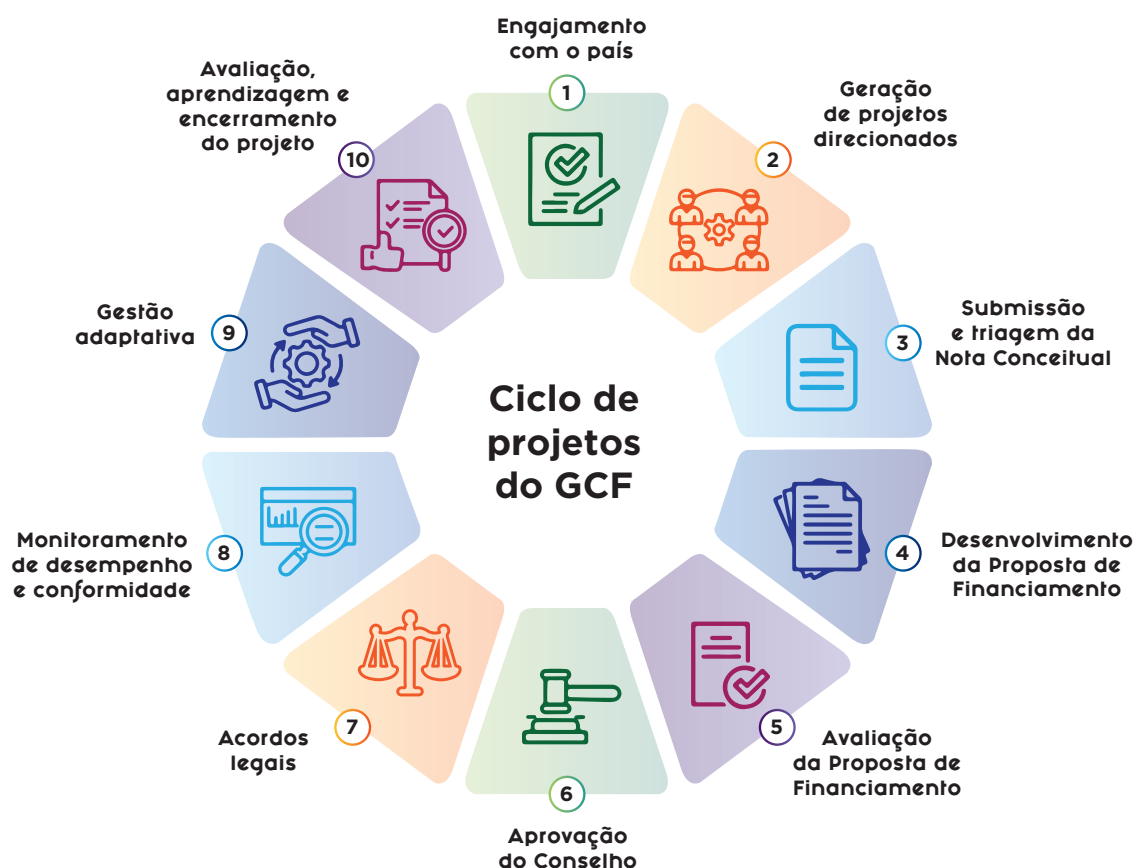 Engajamento
com o país
1
Geração
de projetos
direcionados
2
Submissão
e triagem da
Nota Conceitual
3
Desenvolvimento
da Proposta de
Financiamento
4
Avaliação
da Proposta de
Financiamento
5
Aprovação
do Conselho
6
Acordos
legais
7
Monitoramento
de desempenho
e conformidade
8
Gestão
adaptativa
9
Avaliação,
aprendizagem e
encerramento
do projeto
10
Ciclo de
projetos
do GCF